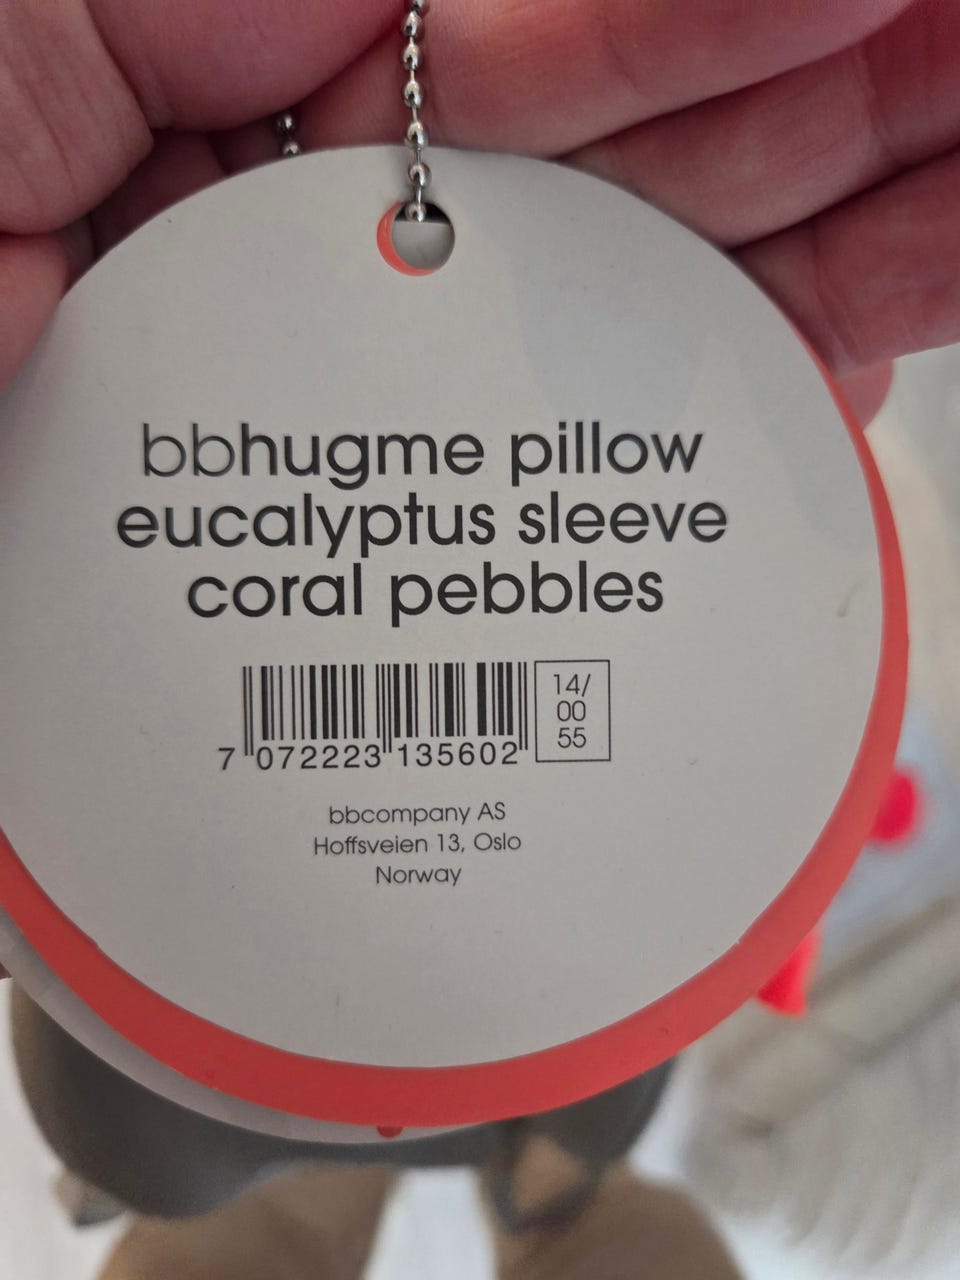 bbhugme pillow
eucalyptus sleeve
coral pebbles
14/
00
55
7 072223 135602
bbcompany AS
Hoffsveien 13, Oslo
Norway